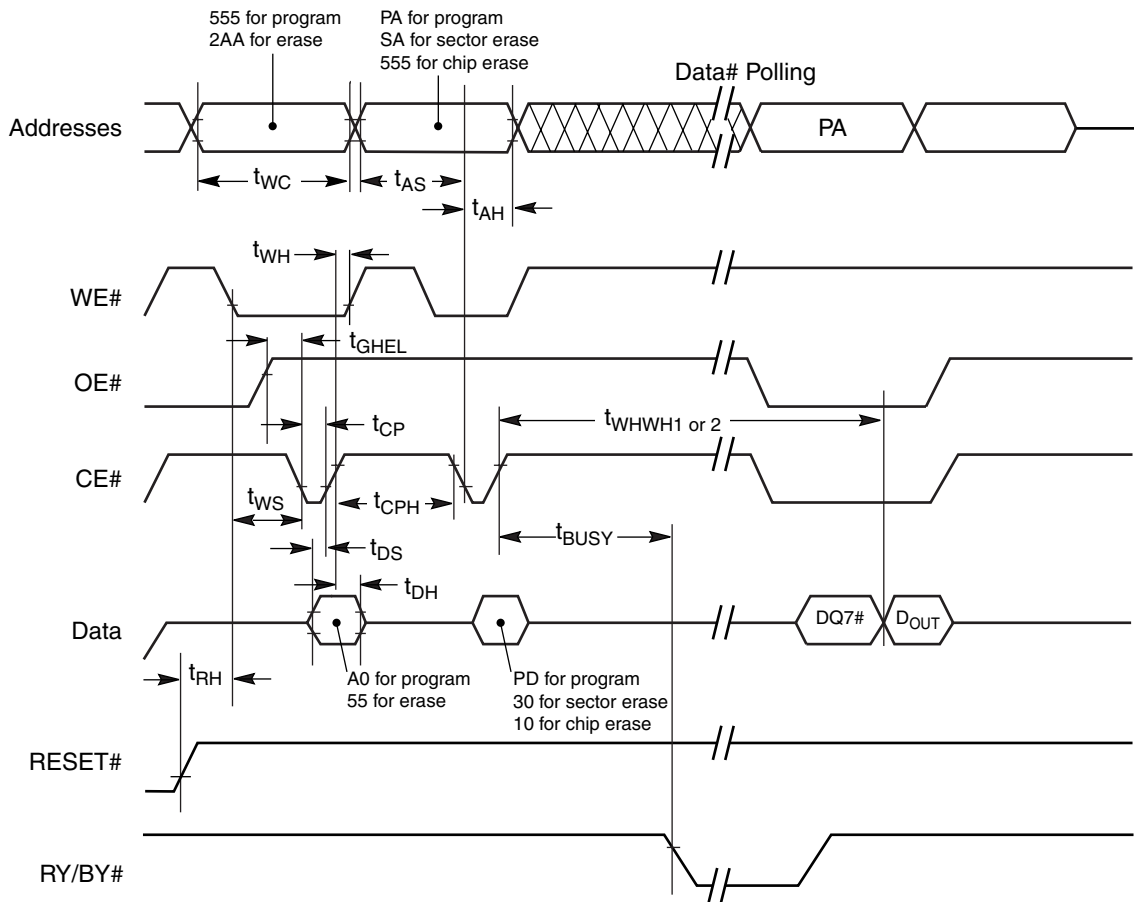 555 for program
2AA for erase
PA for program
SA for sector erase
555 for chip erase
Data# Polling
Addresses
PA
tWC
tAS
tAH
tWH
WE#
tGHEL
OE#
tWHWH1 or 2
tCP
CE#
tWS
tCPH
tBUSY
tDS
tDH
Data
DQ7#
DOUT
tRH
A0 for program
55 for erase
PD for program
30 for sector erase
10 for chip erase
RESET#
RY/BY#